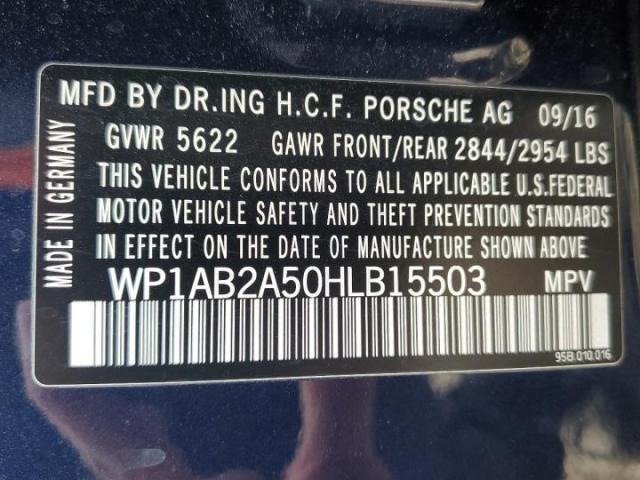 MFD BY DR.ING H.C.F. PORSCHE AG 09/16
GVWR 5622 GAWR FRONT/REAR 2844/2954 LBS
THIS VEHICLE CONFORMS TO ALL APPLICABLE U.S.FEDERAL
MOTOR VEHICLE SAFETY AND THEFT PREVENTION STANDARDS
IN EFFECT ON THE DATE OF MANUFACTURE SHOWN ABOVE
WP1AB2A50HLB15503 MPV
95B.010.016
MADE IN GERMANY